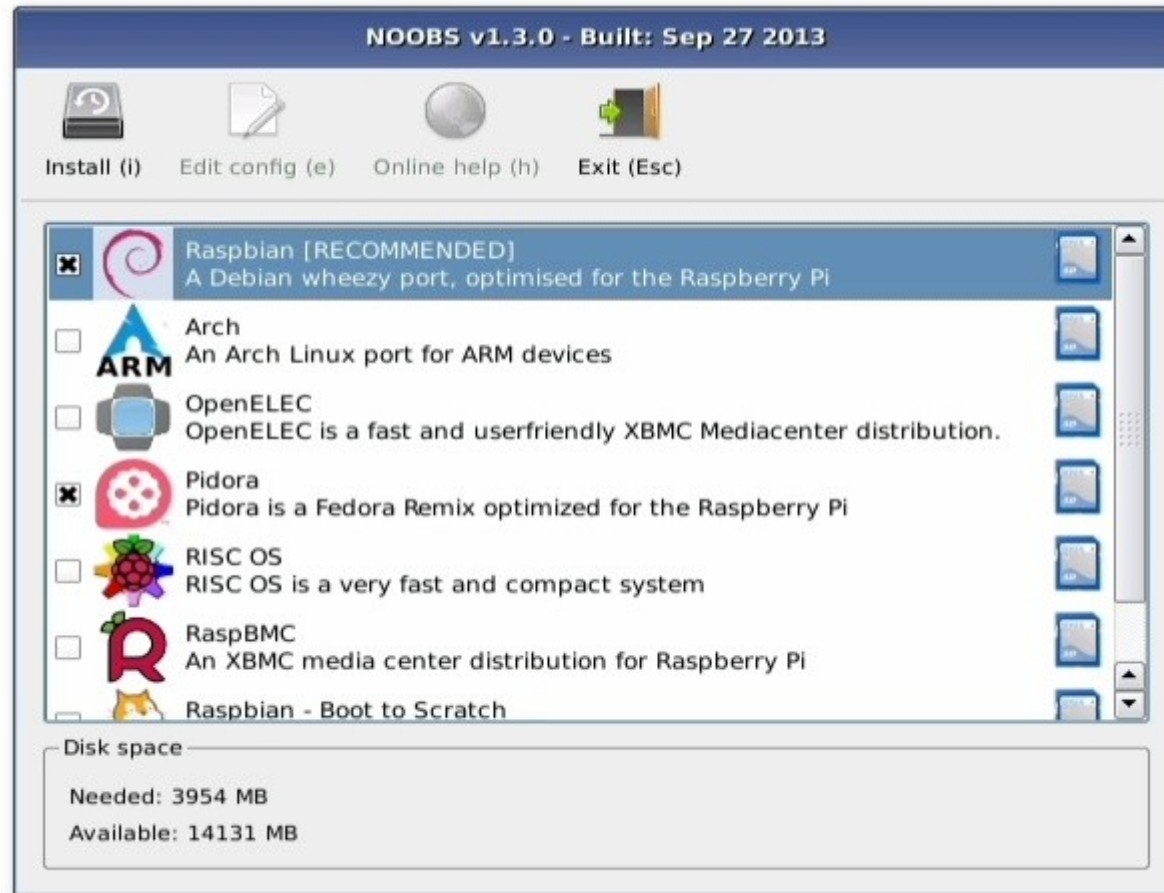 NOOBS v1.3.0 - Built: Sep 27 2013
Install (i) Edit config (e) Online help (h) Exit (Esc)
Raspbian [RECOMMENDED]
A Debian wheezy port, optimised for the Raspberry Pi
Arch
An Arch Linux port for ARM devices
ARM
OpenELEC
OpenELEC is a fast and userfriendly XBMC Mediacenter distribution.
Pidora
Pidora is a Fedora Remix optimized for the Raspberry Pi
RISC OS
RISC OS is a very fast and compact system
RaspBMC
An XBMC media center distribution for Raspberry Pi
Raspbian - Boot to Scratch
Disk space
Needed: 3954 MB
Available: 14131 MB